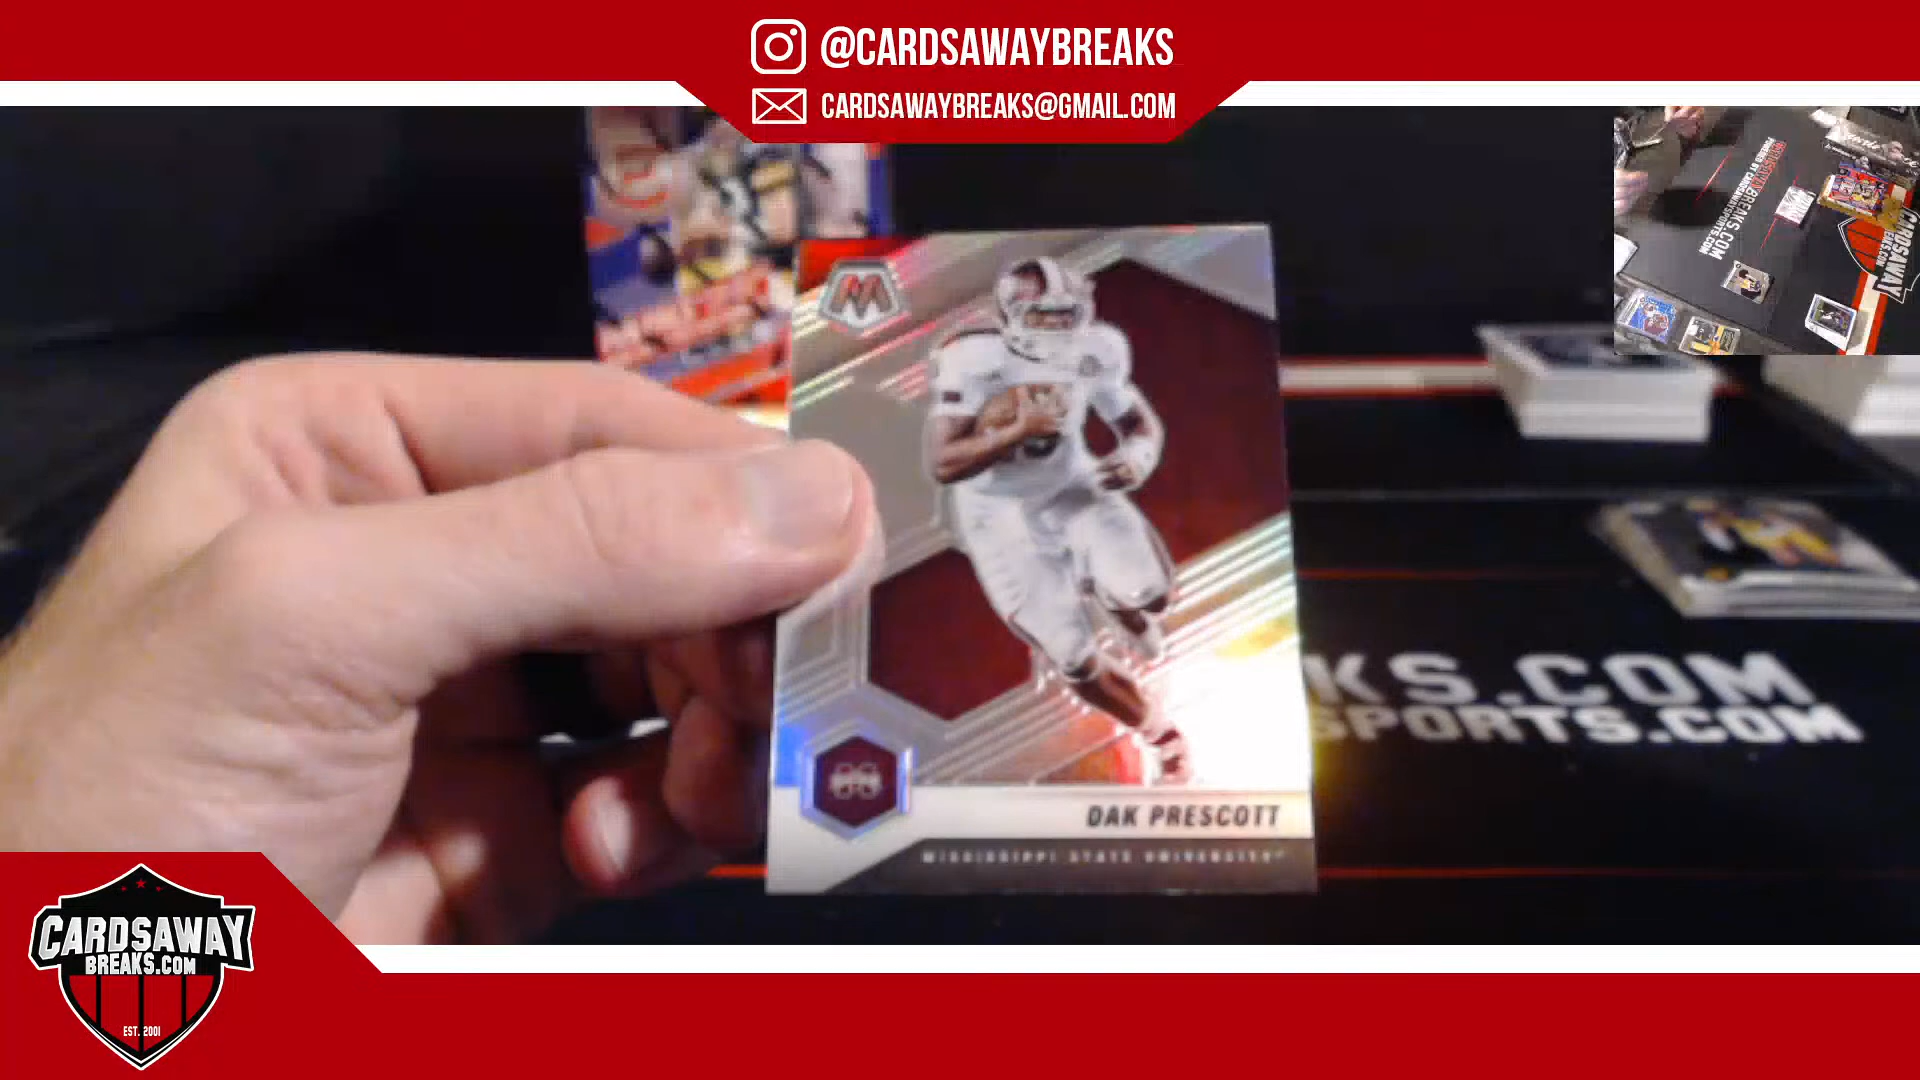 @CARDSAWAYBREAKS
CARDSAWAYBREAKS@GMAIL.COM
DAK PRESCOTT
MISSISSIPPI STATE UNIVERSITY
KS.COM
SPORTS.COM
CARDSAWAY
BREAKS.COM
EST. 2001